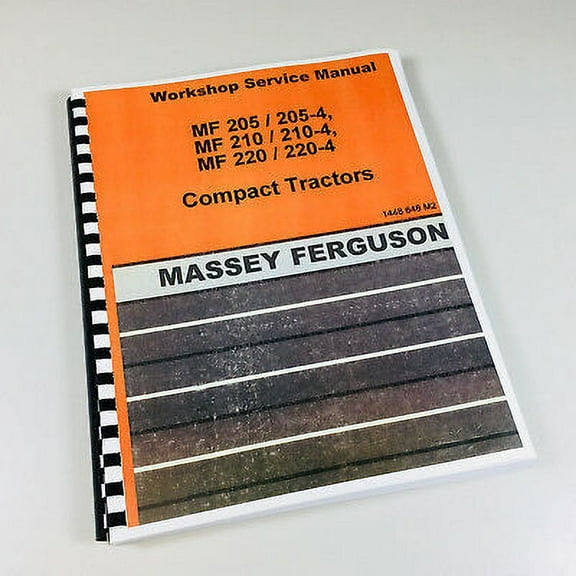 Workshop Service Manual
MF 205 / 205-4,
MF 210 / 210-4,
MF 220 / 220-4
Compact Tractors
1448 646 M2
MASSEY FERGUSON